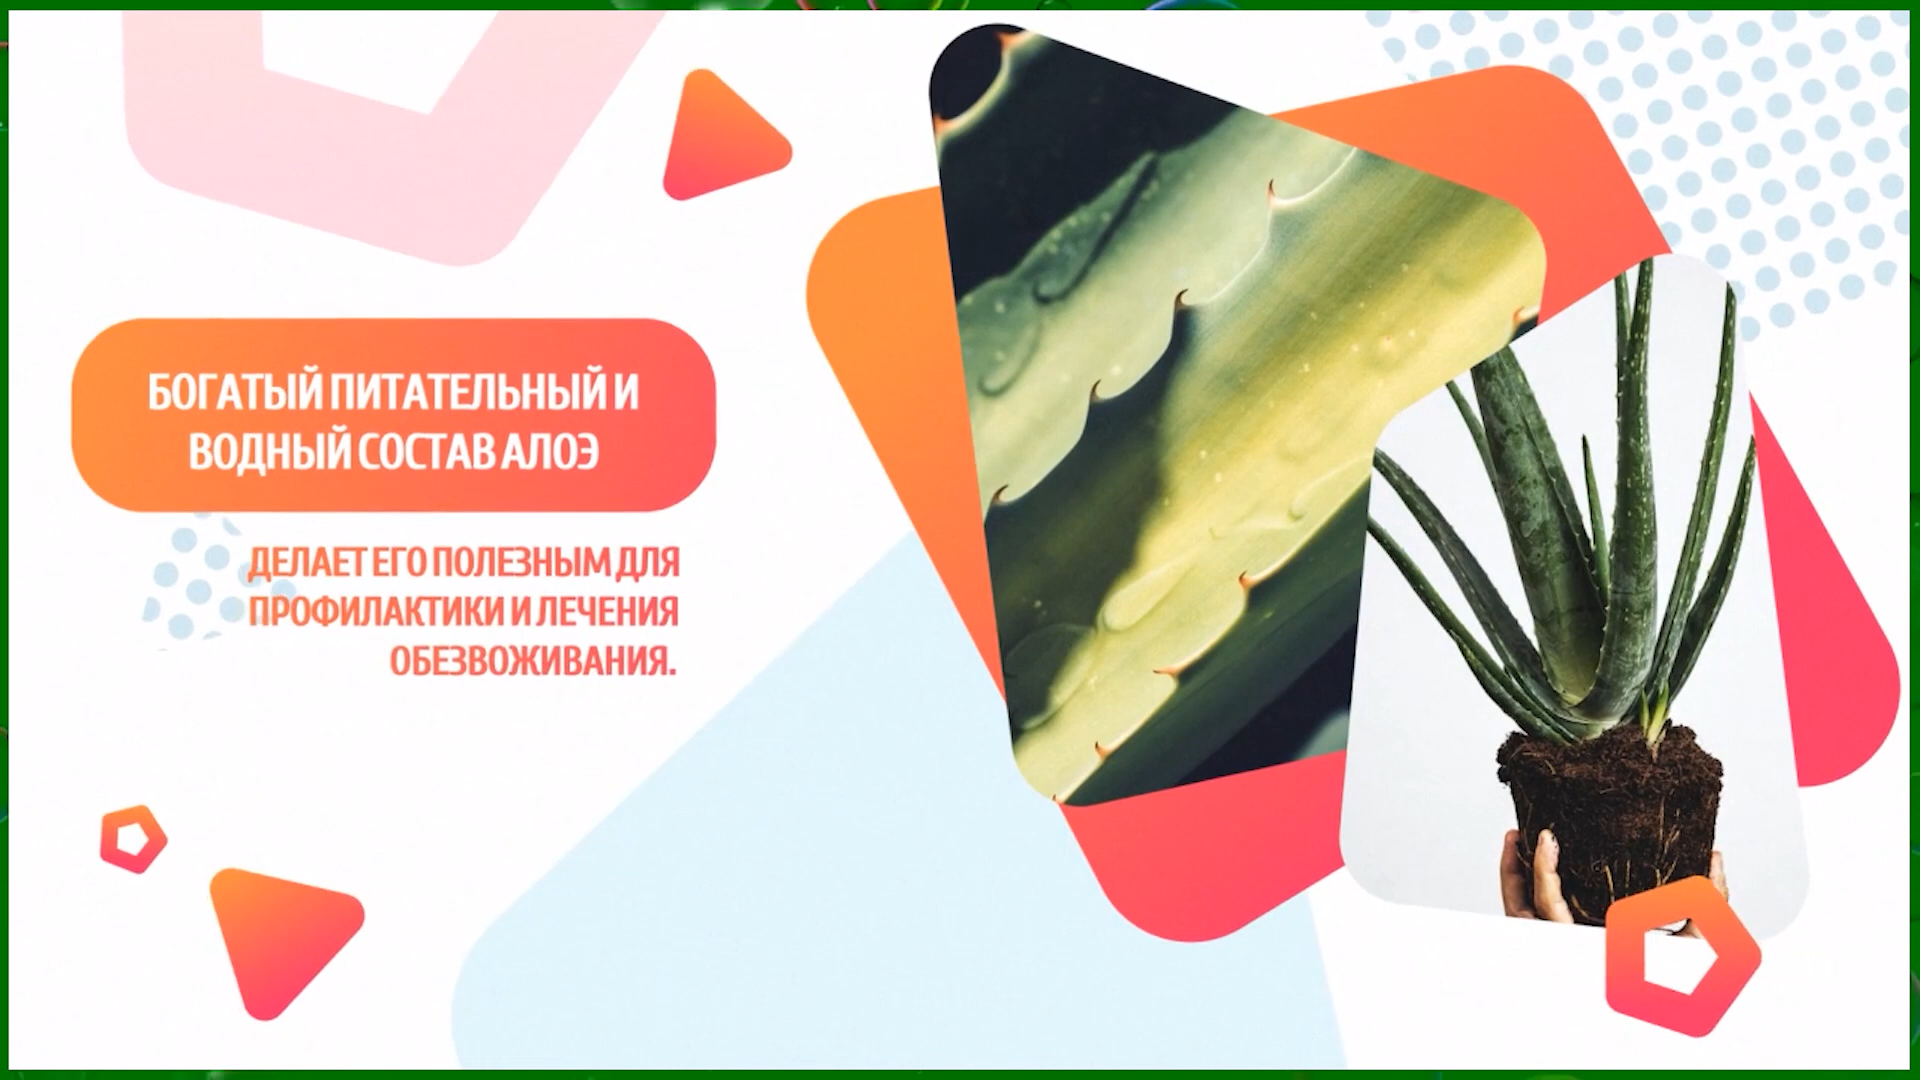 БОГАТЫЙ ПИТАТЕЛЬНЫЙ И
ВОДНЫЙ СОСТАВ АЛОЭ
ДЕЛАЕТ ЕГО ПОЛЕЗНЫМ ДЛЯ
ПРОФИЛАКТИКИ И ЛЕЧЕНИЯ
ОБЕЗВОЖИВАНИЯ.